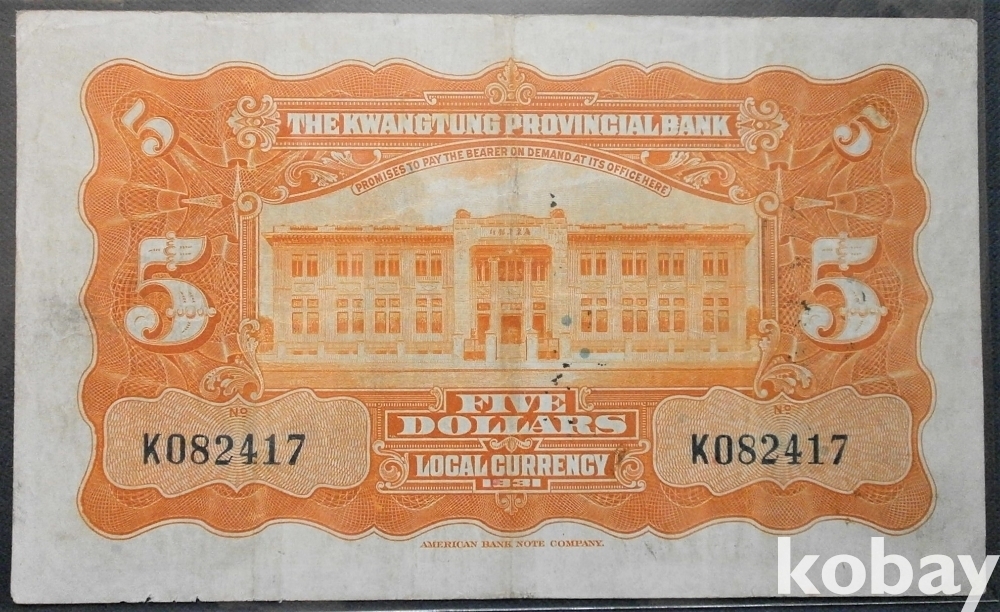 THE KWANGTUNG PROVINCIAL BANK
PROMISES TO PAY THE BEARER ON DEMAND AT ITS OFFICE HERE
5 5
5 5
FIVE
DOLLARS
Nº Nº
K082417 K082417
LOCAL CURRENCY
1931
AMERICAN BANK NOTE COMPANY.
kobay